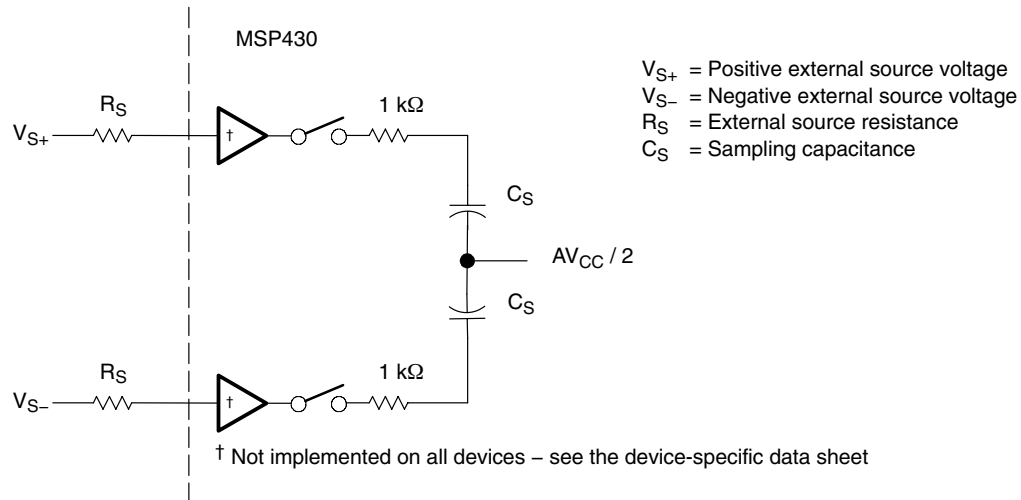 MSP430
V_S+ = Positive external source voltage
V_S− = Negative external source voltage
R_S = External source resistance
C_S = Sampling capacitance
R_S
1 kΩ
V_S+
†
C_S
AV_CC / 2
C_S
R_S
1 kΩ
V_S−
†
† Not implemented on all devices – see the device-specific data sheet